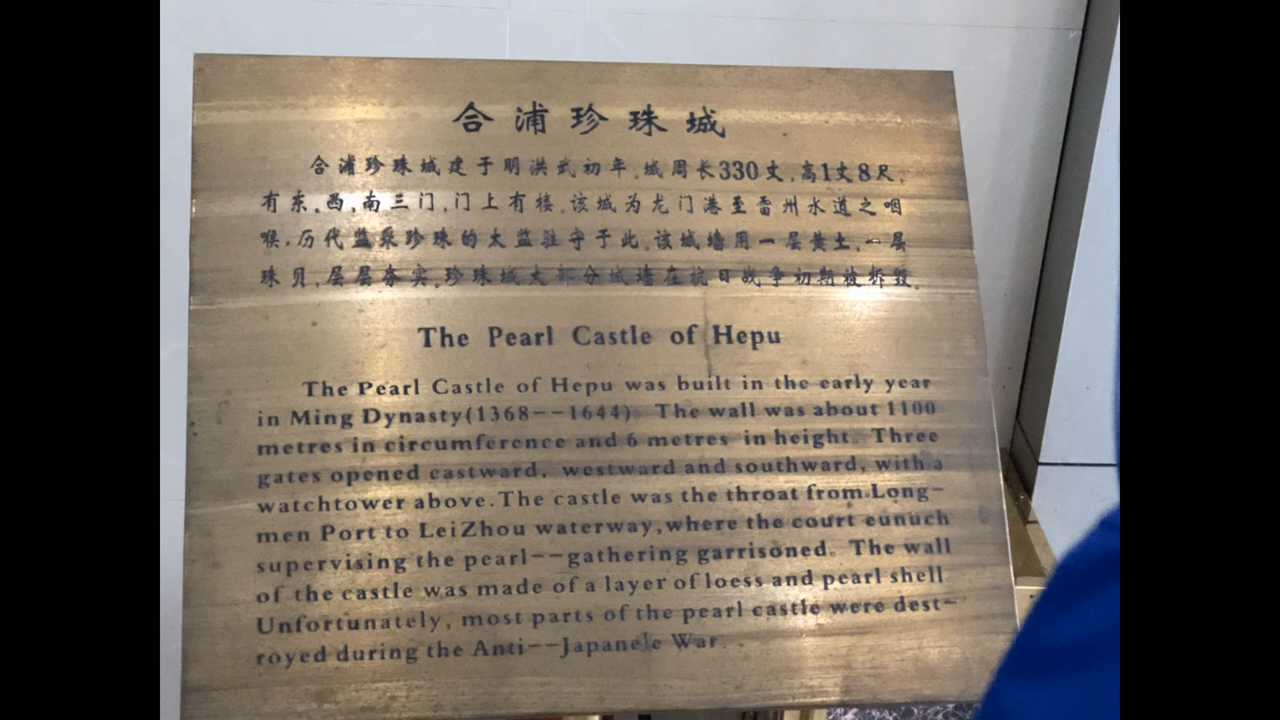 合浦珍珠城
合浦珍珠城建于明洪武初年.城周长330丈,高1丈8尺,
有东.西,南三门,门上有楼.该城为龙门港至雷州水道之咽
喉.历代监采珍珠的太监驻守于此.该城墙用一层黄土,一层
珠贝,层层夯实.珍珠城大部分城墙在抗日战争初期被拆毁.
The Pearl Castle of Hepu
The Pearl Castle of Hepu was built in the early year
in Ming Dynasty(1368--1644). The wall was about 1100
metres in circumference and 6 metres in height. Three
gates opened eastward, westward and southward, with a
watchtower above.The castle was the throat from Long-
men Port to LeiZhou waterway,where the court eunuch
supervising the pearl--gathering garrisoned. The wall
of the castle was made of a layer of loess and pearl shell
Unfortunately, most parts of the pearl castle were dest-
royed during the Anti--Japanese War.